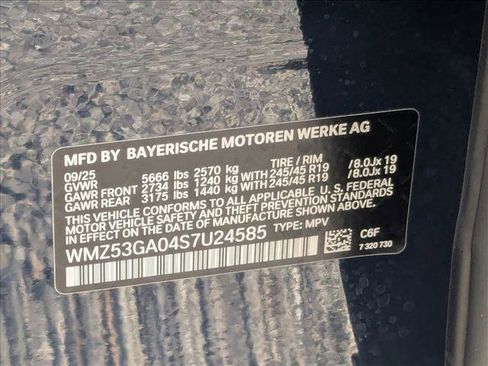 MFD BY BAYERISCHE MOTOREN WERKE AG
09/25 TIRE / RIM
GVWR 5666 lbs 2570 kg
GAWR FRONT 2734 lbs 1240 kg 245/45 R19 /8.0Jx 19
GAWR REAR 3175 lbs 1440 kg 245/45 R19 /8.0Jx 19
THIS VEHICLE CONFORMS TO ALL APPLICABLE U.S. FEDERAL
MOTOR VEHICLE SAFETY AND THEFT PREVENTION STANDARDS
IN EFFECT ON THE DATE OF MANUFACTURE SHOWN ABOVE.
WMZ53GA04S7U24585 TYPE: MPV
C6F
7 320 730